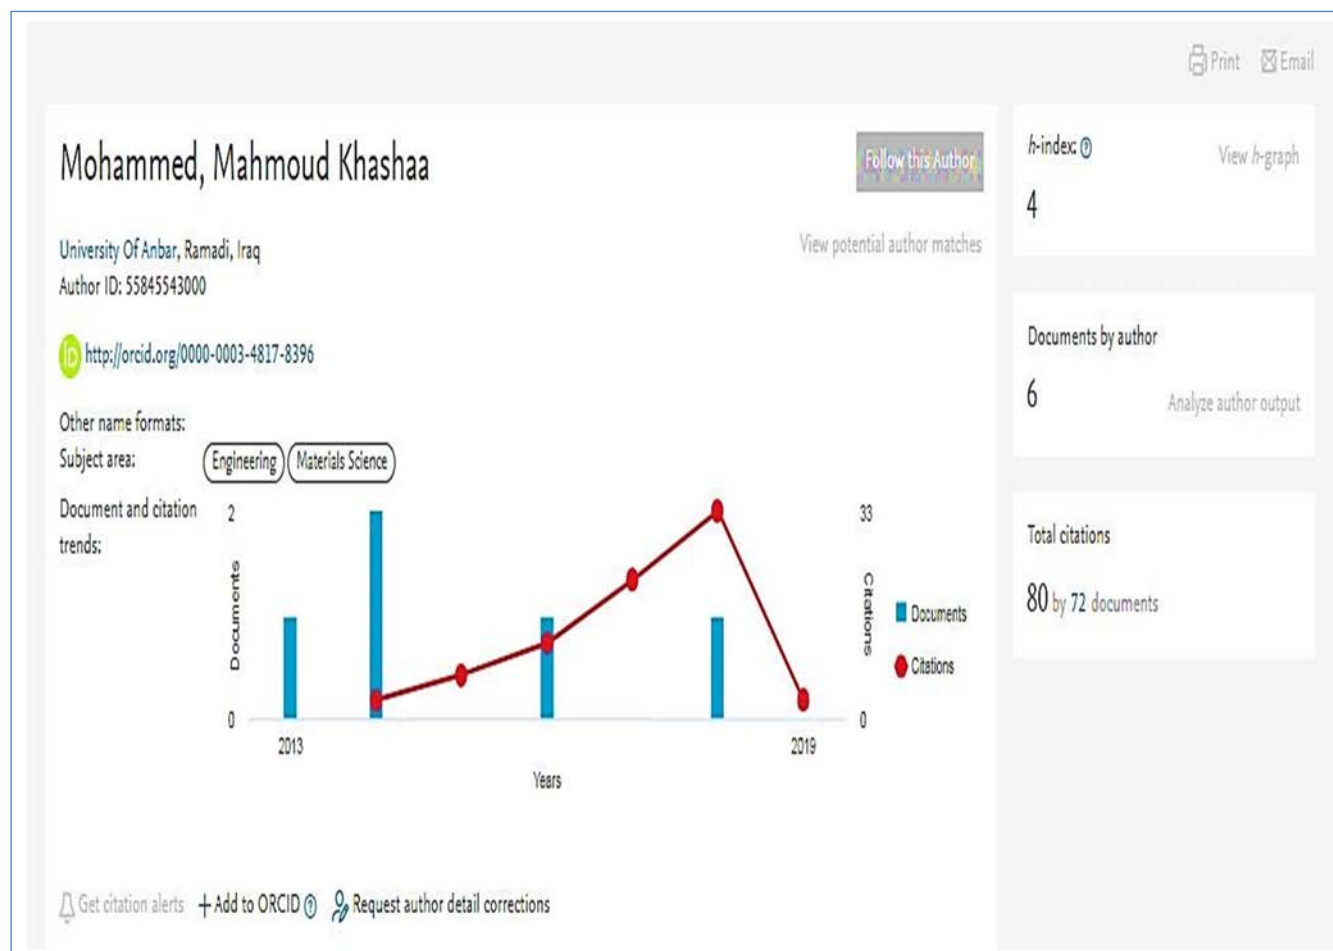 Print Email
Mohammed, Mahmoud Khashaa
Follow this Author
University Of Anbar, Ramadi, Iraq
View potential author matches
Author ID: 55845543000
iD http://orcid.org/0000-0003-4817-8396
Other name formats:
Subject area: Engineering Materials Science
Document and citation
trends:
2
Documents
0
33
Citations
0
2013
2019
Years
Documents
Citations
Get citation alerts + Add to ORCID ? Request author detail corrections
h-index: ? View h-graph
4
Documents by author
6
Analyze author output
Total citations
80 by 72 documents